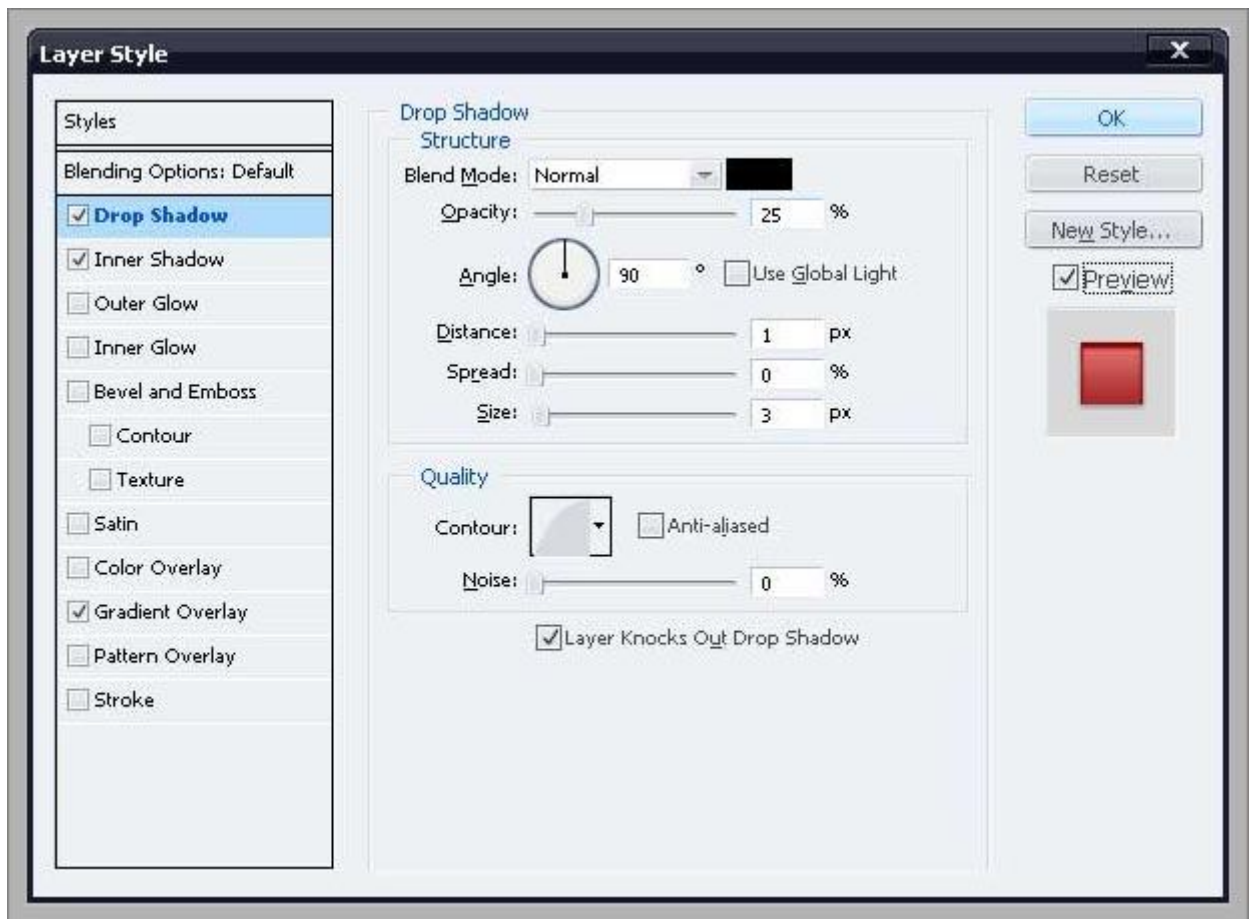 Layer Style
X
Styles
Blending Options: Default
Drop Shadow
Inner Shadow
Outer Glow
Inner Glow
Bevel and Emboss
Contour
Texture
Satin
Color Overlay
Gradient Overlay
Pattern Overlay
Stroke
Drop Shadow
Structure
Blend Mode: Normal
Opacity: 25 %
Angle: 90 ° Use Global Light
Distance: 1 px
Spread: 0 %
Size: 3 px
Quality
Contour: Anti-aliased
Noise: 0 %
Layer Knocks Out Drop Shadow
OK
Reset
New Style...
Preview